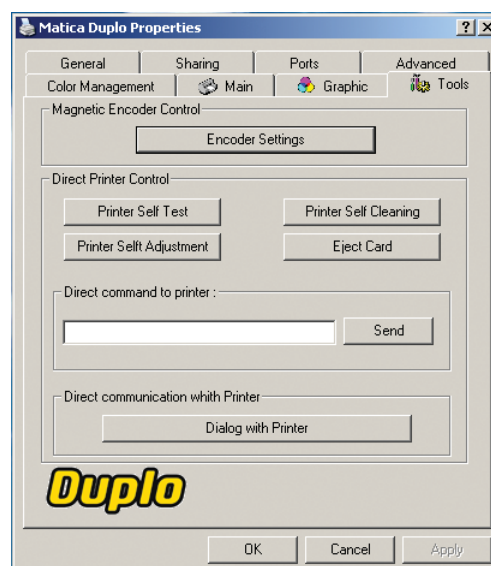 Matica Duplo Properties
General Sharing Ports Advanced
Color Management Main Graphic Tools
Magnetic Encoder Control
Encoder Settings
Direct Printer Control
Printer Self Test Printer Self Cleaning
Printer Selft Adjustment Eject Card
Direct command to printer :
Send
Direct communication whith Printer
Dialog with Printer
Duplo
OK Cancel Apply